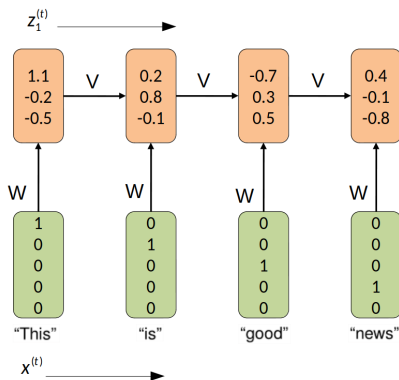 z₁⁽ᵗ⁾
1.1 0.2 -0.7 0.4
-0.2 V 0.8 V 0.3 V -0.1
-0.5 -0.1 0.5 -0.8
W W W W
1 0 0 0
0 1 0 0
0 0 1 0
0 0 0 1
0 0 0 0
“This” “is” “good” “news”
x⁽ᵗ⁾